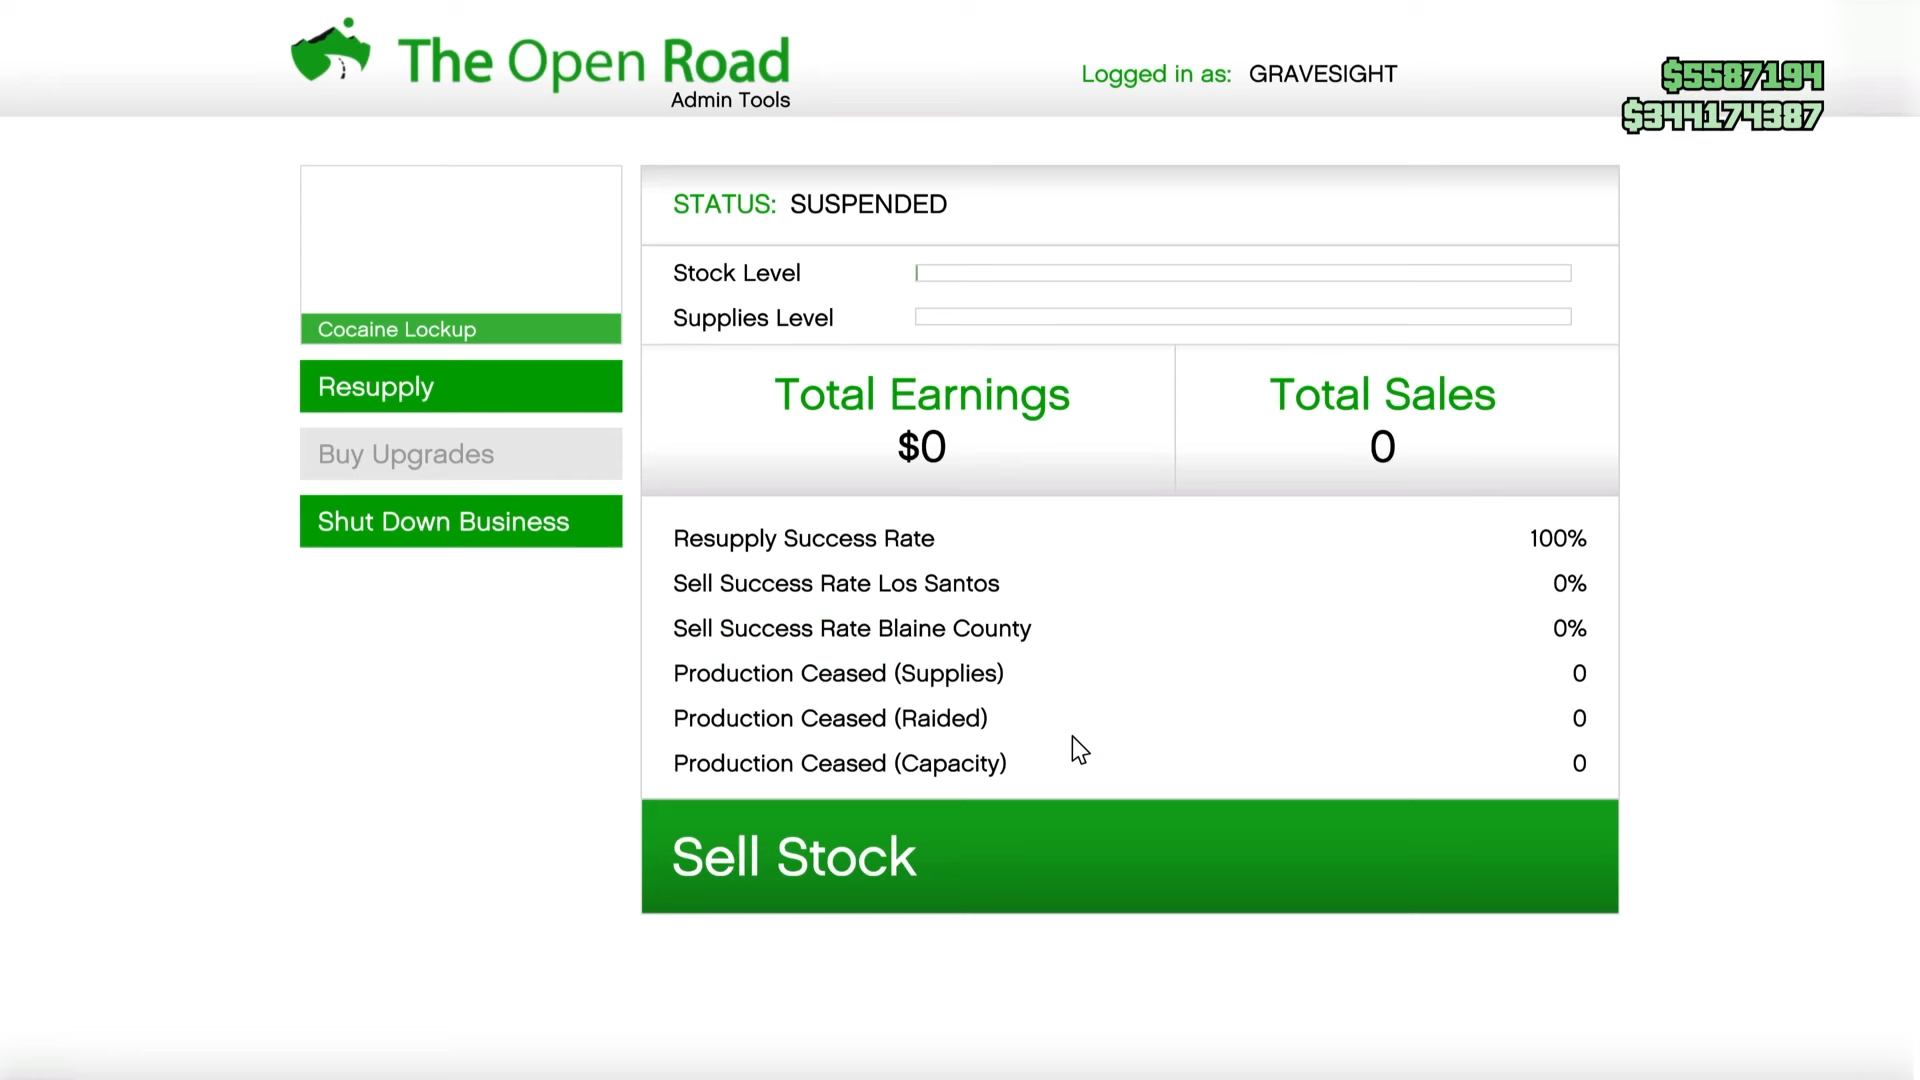 The Open Road
Admin Tools
Logged in as: GRAVESIGHT
$5587194
$344174387
Cocaine Lockup
Resupply
Buy Upgrades
Shut Down Business
STATUS: SUSPENDED
Stock Level
Supplies Level
Total Earnings
$0
Total Sales
0
Resupply Success Rate 100%
Sell Success Rate Los Santos 0%
Sell Success Rate Blaine County 0%
Production Ceased (Supplies) 0
Production Ceased (Raided) 0
Production Ceased (Capacity) 0
Sell Stock